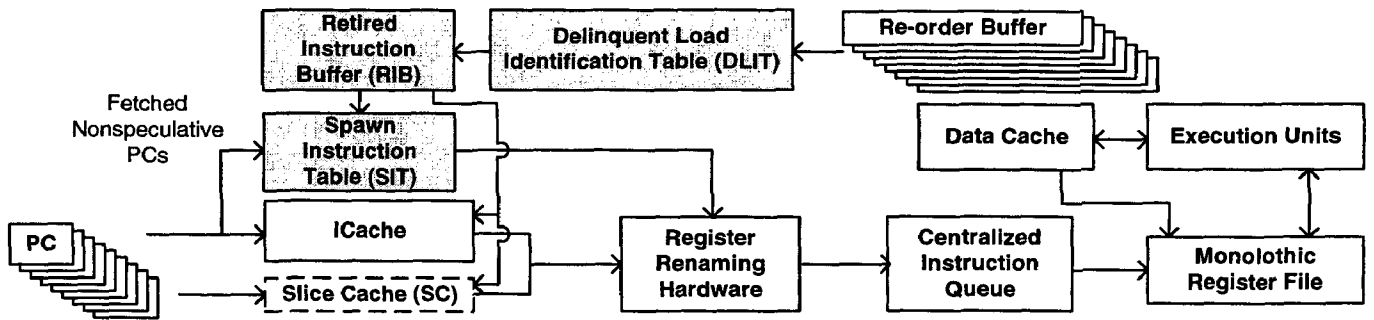 Retired
Instruction
Buffer (RIB)
Delinquent Load
Identification Table (DLIT)
Re-order Buffer
Fetched
Nonspeculative
PCs
Spawn
Instruction
Table (SIT)
Data Cache
Execution Units
PC
ICache
Slice Cache (SC)
Register
Renaming
Hardware
Centralized
Instruction
Queue
Monolothic
Register File